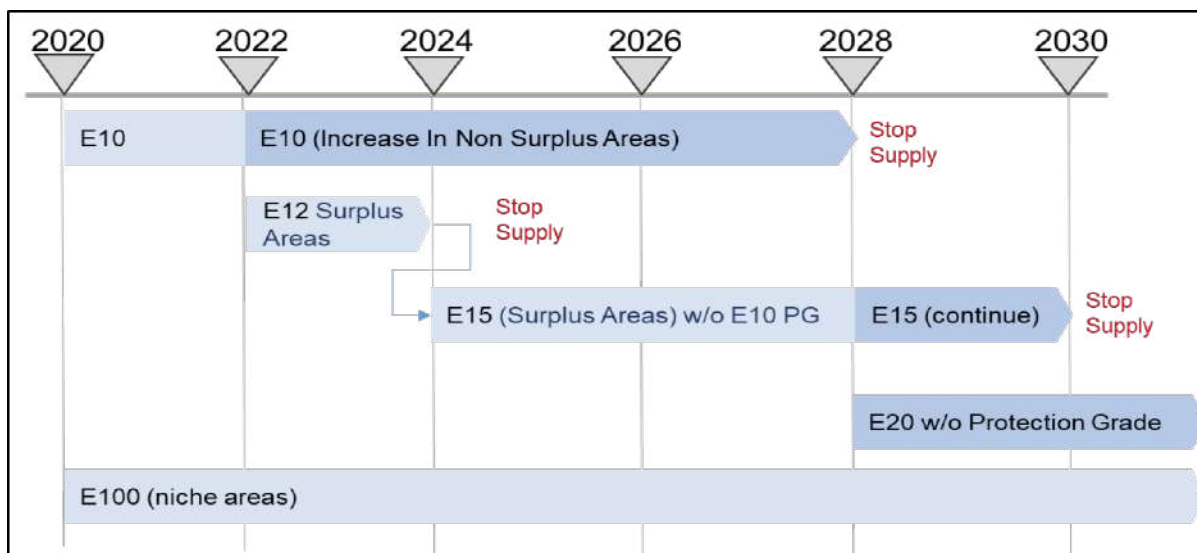 2020 2022 2024 2026 2028 2030
E10
E10 (Increase In Non Surplus Areas)
Stop
Supply
E12 Surplus
Areas
Stop
Supply
E15 (Surplus Areas) w/o E10 PG
E15 (continue)
Stop
Supply
E20 w/o Protection Grade
E100 (niche areas)